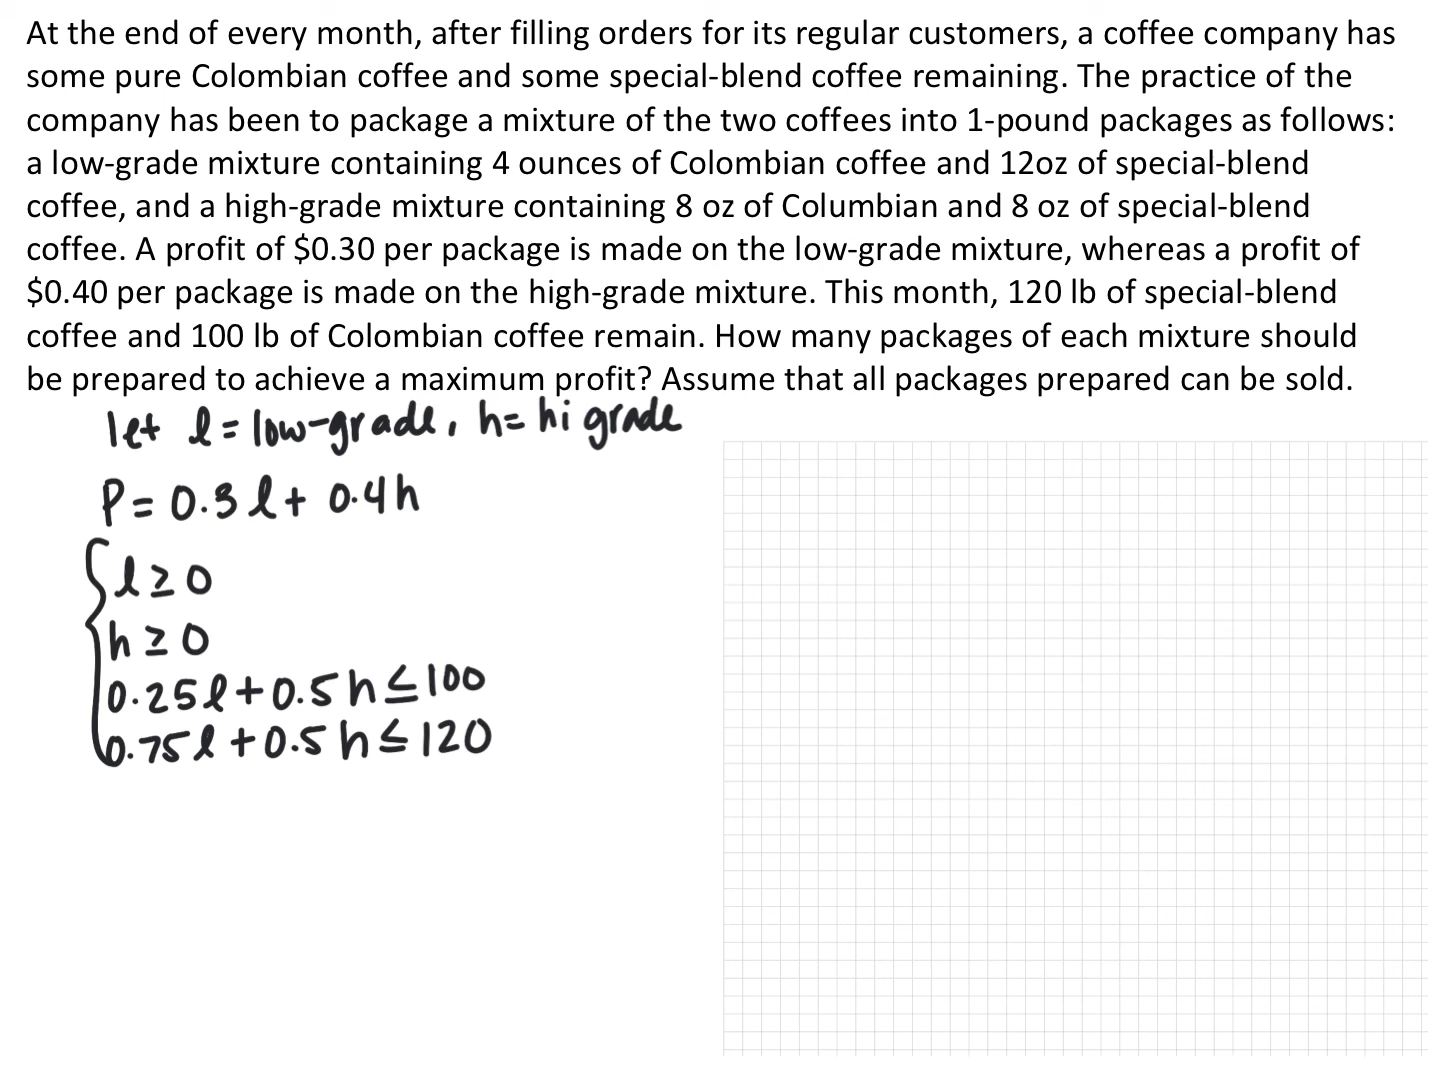 At the end of every month, after filling orders for its regular customers, a coffee company has
some pure Colombian coffee and some special-blend coffee remaining. The practice of the
company has been to package a mixture of the two coffees into 1-pound packages as follows:
a low-grade mixture containing 4 ounces of Colombian coffee and 12oz of special-blend
coffee, and a high-grade mixture containing 8 oz of Columbian and 8 oz of special-blend
coffee. A profit of $0.30 per package is made on the low-grade mixture, whereas a profit of
$0.40 per package is made on the high-grade mixture. This month, 120 lb of special-blend
coffee and 100 lb of Colombian coffee remain. How many packages of each mixture should
be prepared to achieve a maximum profit? Assume that all packages prepared can be sold.
let ℓ = low-grade, h = hi grade
P = 0.3ℓ + 0.4h
ℓ ≥ 0
h ≥ 0
0.25ℓ + 0.5h ≤ 100
0.75ℓ + 0.5h ≤ 120